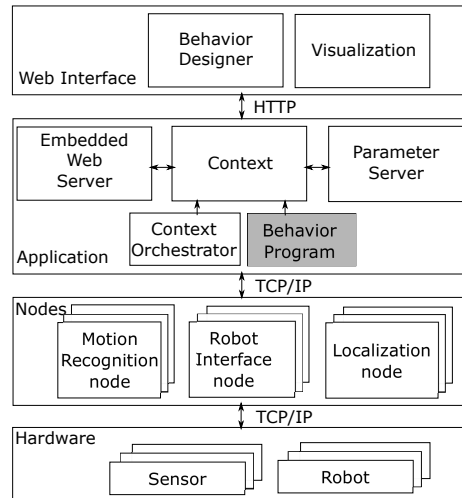 Behavior
Designer
Visualization
Web Interface
HTTP
Embedded
Web
Server
Context
Parameter
Server
Context
Orchestrator
Behavior
Program
Application
TCP/IP
Nodes
Motion
Recognition
node
Robot
Interface
node
Localization
node
TCP/IP
Hardware
Sensor
Robot